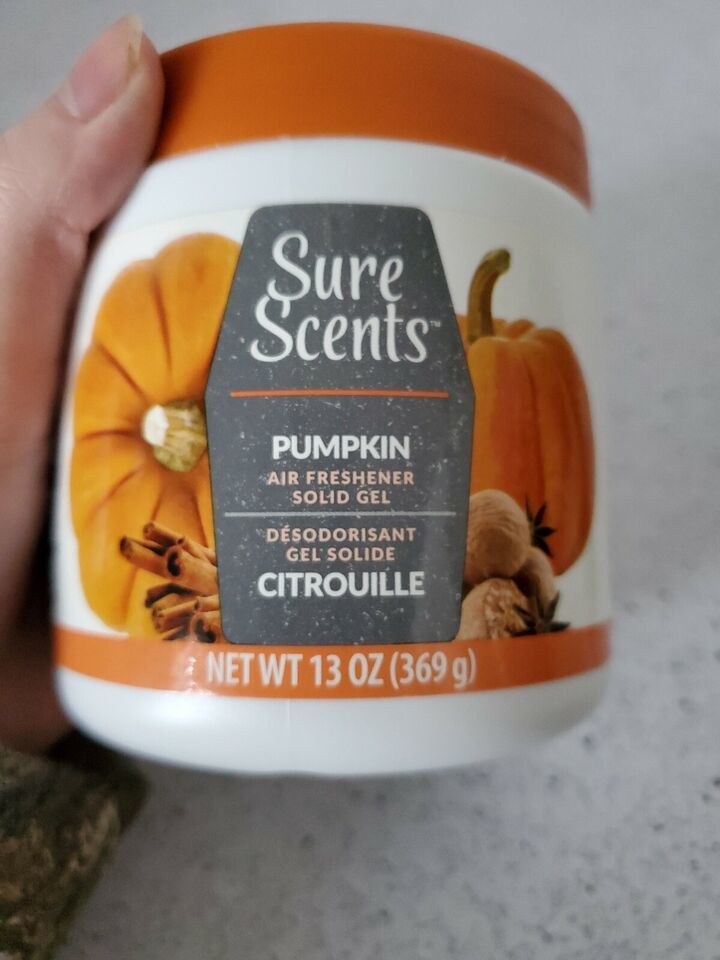 Sure
Scents™
PUMPKIN
AIR FRESHENER
SOLID GEL
DÉSODORISANT
GEL SOLIDE
CITROUILLE
NET WT 13 OZ (369 g)